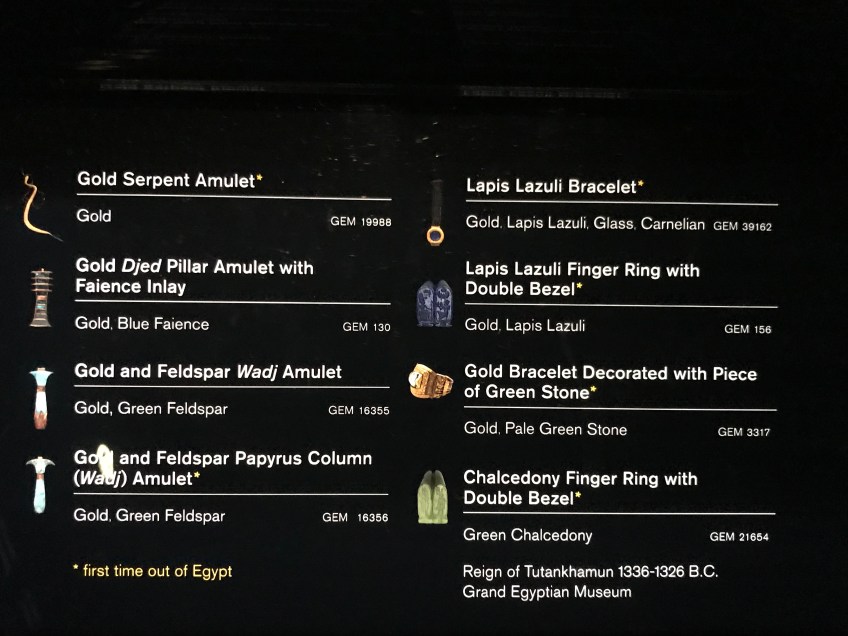 Gold Serpent Amulet*
Gold GEM 19988
Gold Djed Pillar Amulet with
Faience Inlay
Gold, Blue Faience GEM 130
Gold and Feldspar Wadj Amulet
Gold, Green Feldspar GEM 16355
Gold and Feldspar Papyrus Column
(Wadj) Amulet*
Gold, Green Feldspar GEM 16356
* first time out of Egypt
Lapis Lazuli Bracelet*
Gold, Lapis Lazuli, Glass, Carnelian GEM 39162
Lapis Lazuli Finger Ring with
Double Bezel*
Gold, Lapis Lazuli GEM 156
Gold Bracelet Decorated with Piece
of Green Stone*
Gold, Pale Green Stone GEM 3317
Chalcedony Finger Ring with
Double Bezel*
Green Chalcedony GEM 21654
Reign of Tutankhamun 1336-1326 B.C.
Grand Egyptian Museum